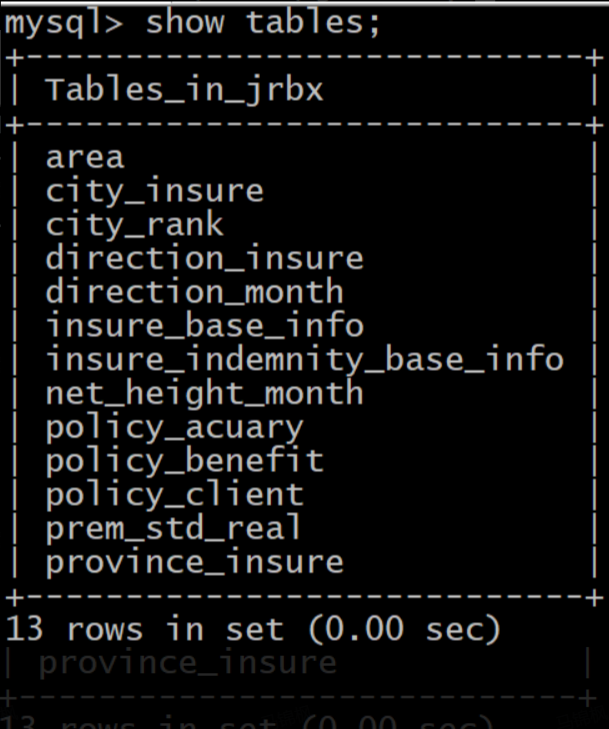 mysql> show tables;
+----------------------------+
| Tables_in_jrbx             |
+----------------------------+
| area                       |
| city_insure                |
| city_rank                  |
| direction_insure           |
| direction_month            |
| insure_base_info           |
| insure_indemnity_base_info |
| net_height_month           |
| policy_acuary              |
| policy_benefit             |
| policy_client              |
| prem_std_real              |
| province_insure            |
+----------------------------+
13 rows in set (0.00 sec)
| province_insure            |
+----------------------------+
13 rows in set (0.00 sec)